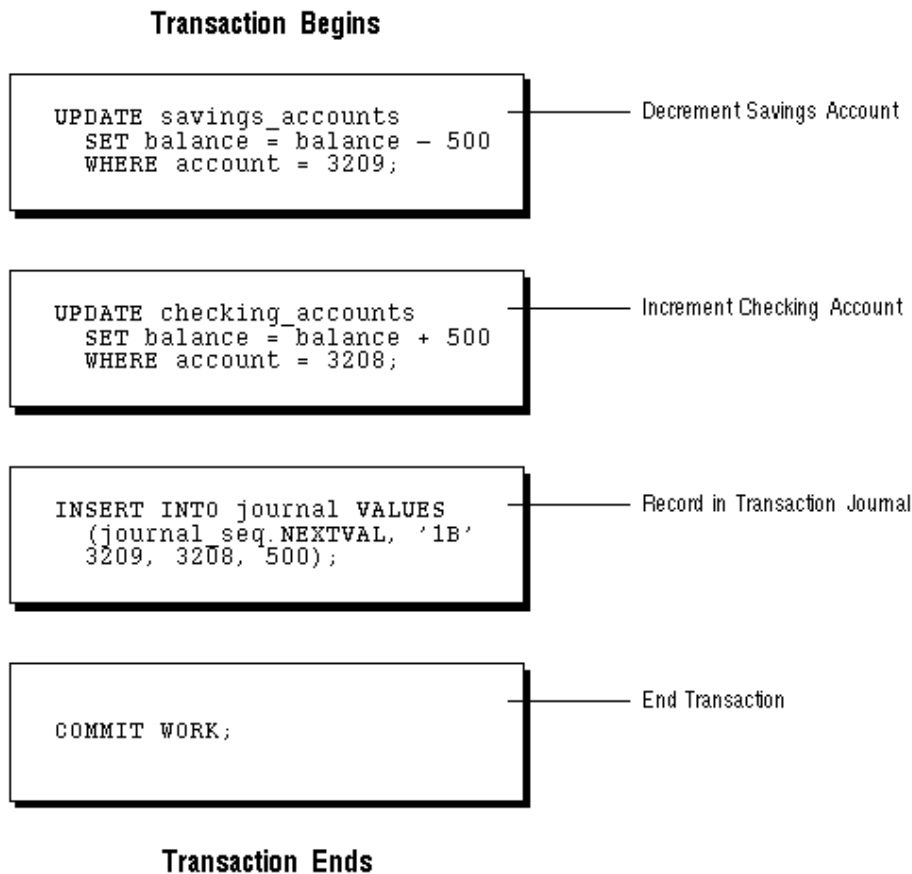 Transaction Begins
UPDATE savings_accounts
SET balance = balance – 500
WHERE account = 3209;
Decrement Savings Account
UPDATE checking_accounts
SET balance = balance + 500
WHERE account = 3208;
Increment Checking Account
INSERT INTO journal VALUES
(journal_seq.NEXTVAL, '1B'
3209, 3208, 500);
Record in Transaction Journal
COMMIT WORK;
End Transaction
Transaction Ends